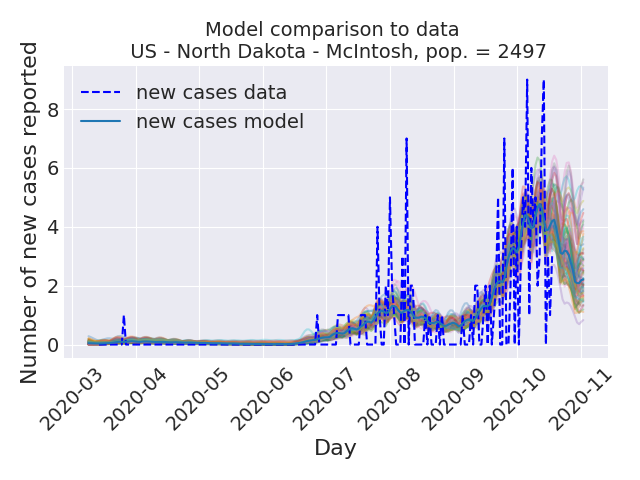 Model comparison to data
US - North Dakota - McIntosh, pop. = 2497
Number of new cases reported
new cases data
new cases model
8
6
4
2
0
2020-03
2020-04
2020-05
2020-06
2020-07
2020-08
2020-09
2020-10
2020-11
Day